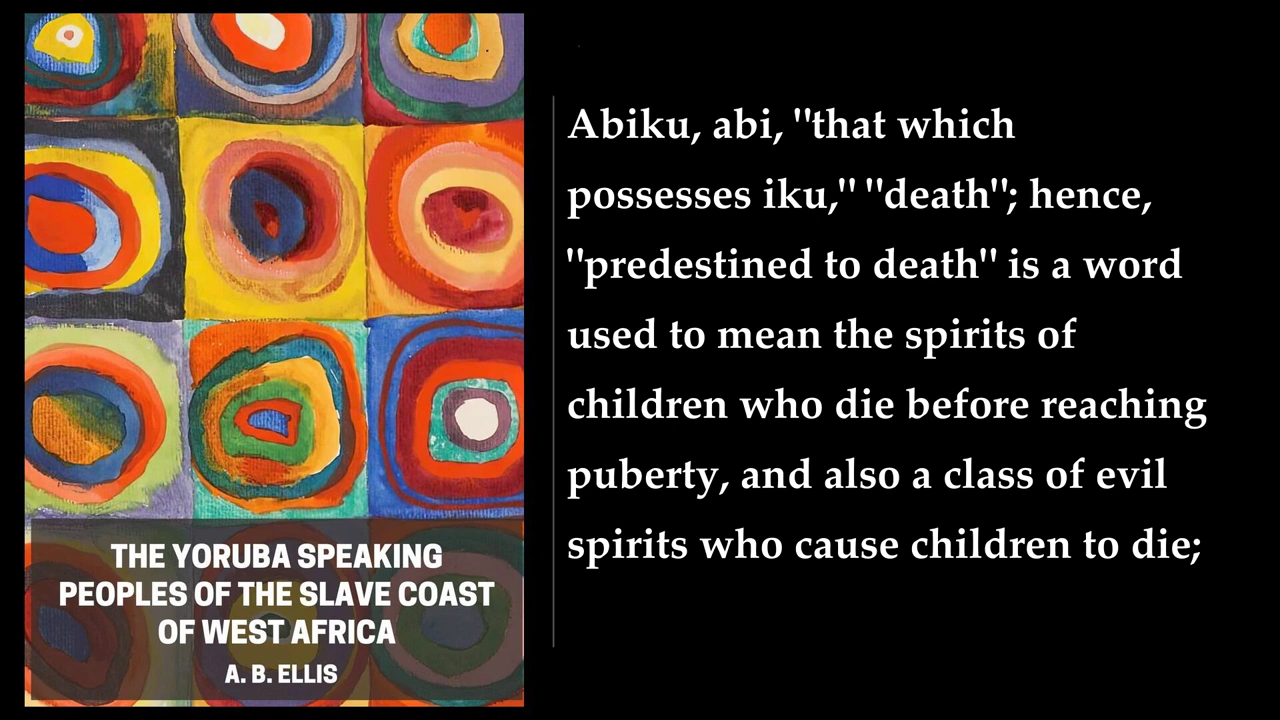 THE YORUBA SPEAKING
PEOPLES OF THE SLAVE COAST
OF WEST AFRICA
A. B. ELLIS
Abiku, abi, "that which
possesses iku," "death"; hence,
"predestined to death" is a word
used to mean the spirits of
children who die before reaching
puberty, and also a class of evil
spirits who cause children to die;